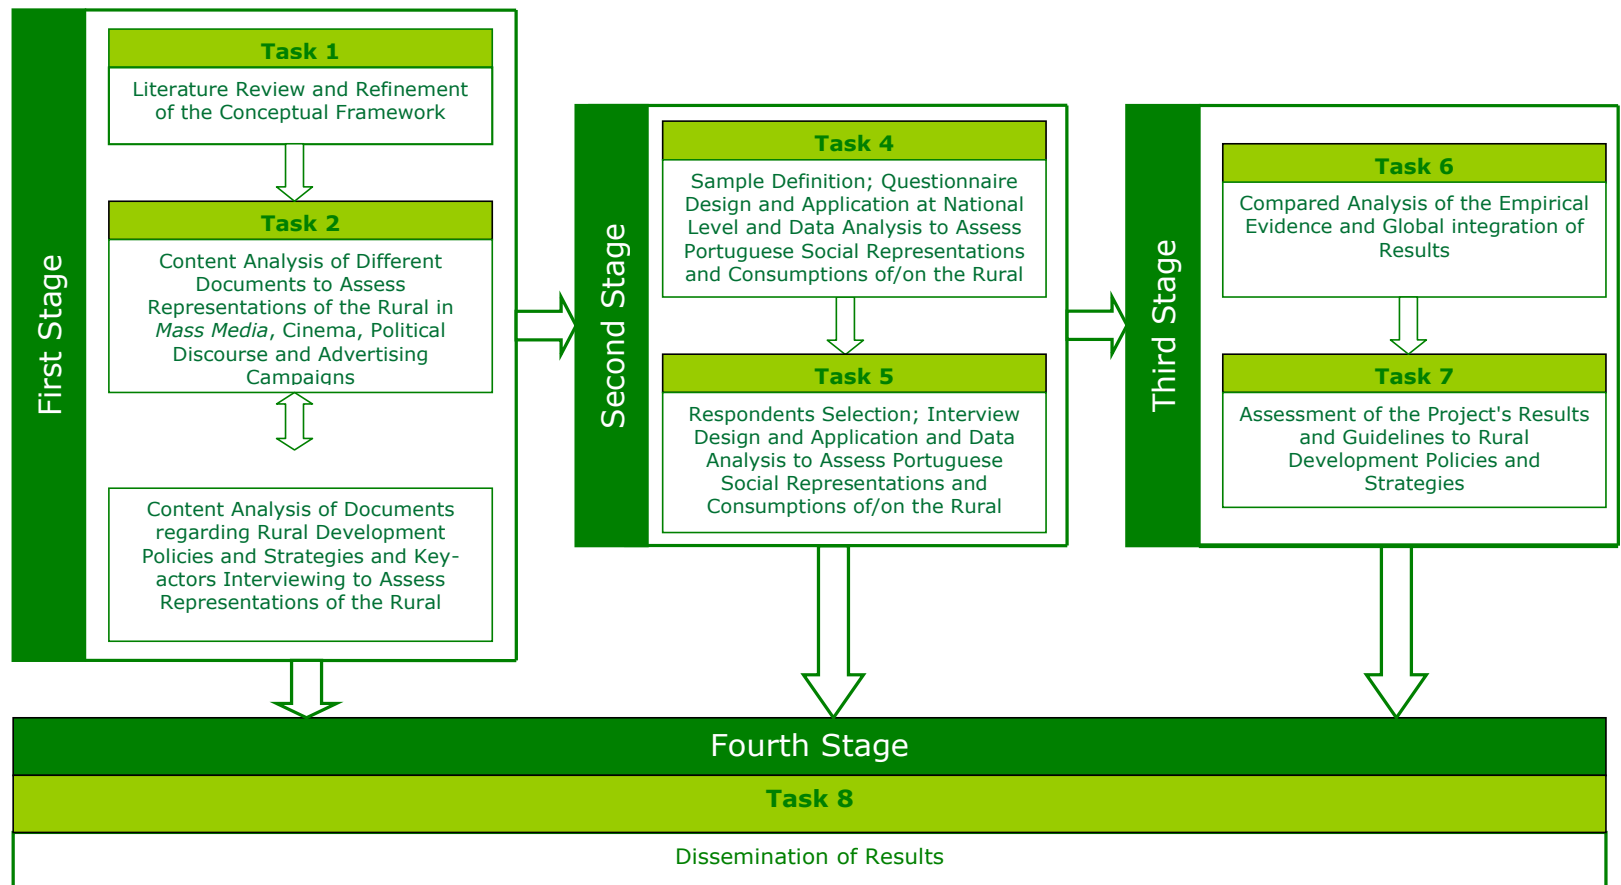 First Stage
Task 1
Literature Review and Refinement
of the Conceptual Framework
Task 2
Content Analysis of Different
Documents to Assess
Representations of the Rural in
Mass Media, Cinema, Political
Discourse and Advertising
Campaigns
Content Analysis of Documents
regarding Rural Development
Policies and Strategies and Key-
actors Interviewing to Assess
Representations of the Rural
Second Stage
Task 4
Sample Definition; Questionnaire
Design and Application at National
Level and Data Analysis to Assess
Portuguese Social Representations
and Consumptions of/on the Rural
Task 5
Respondents Selection; Interview
Design and Application and Data
Analysis to Assess Portuguese
Social Representations and
Consumptions of/on the Rural
Third Stage
Task 6
Compared Analysis of the Empirical
Evidence and Global integration of
Results
Task 7
Assessment of the Project's Results
and Guidelines to Rural
Development Policies and
Strategies
Fourth Stage
Task 8
Dissemination of Results